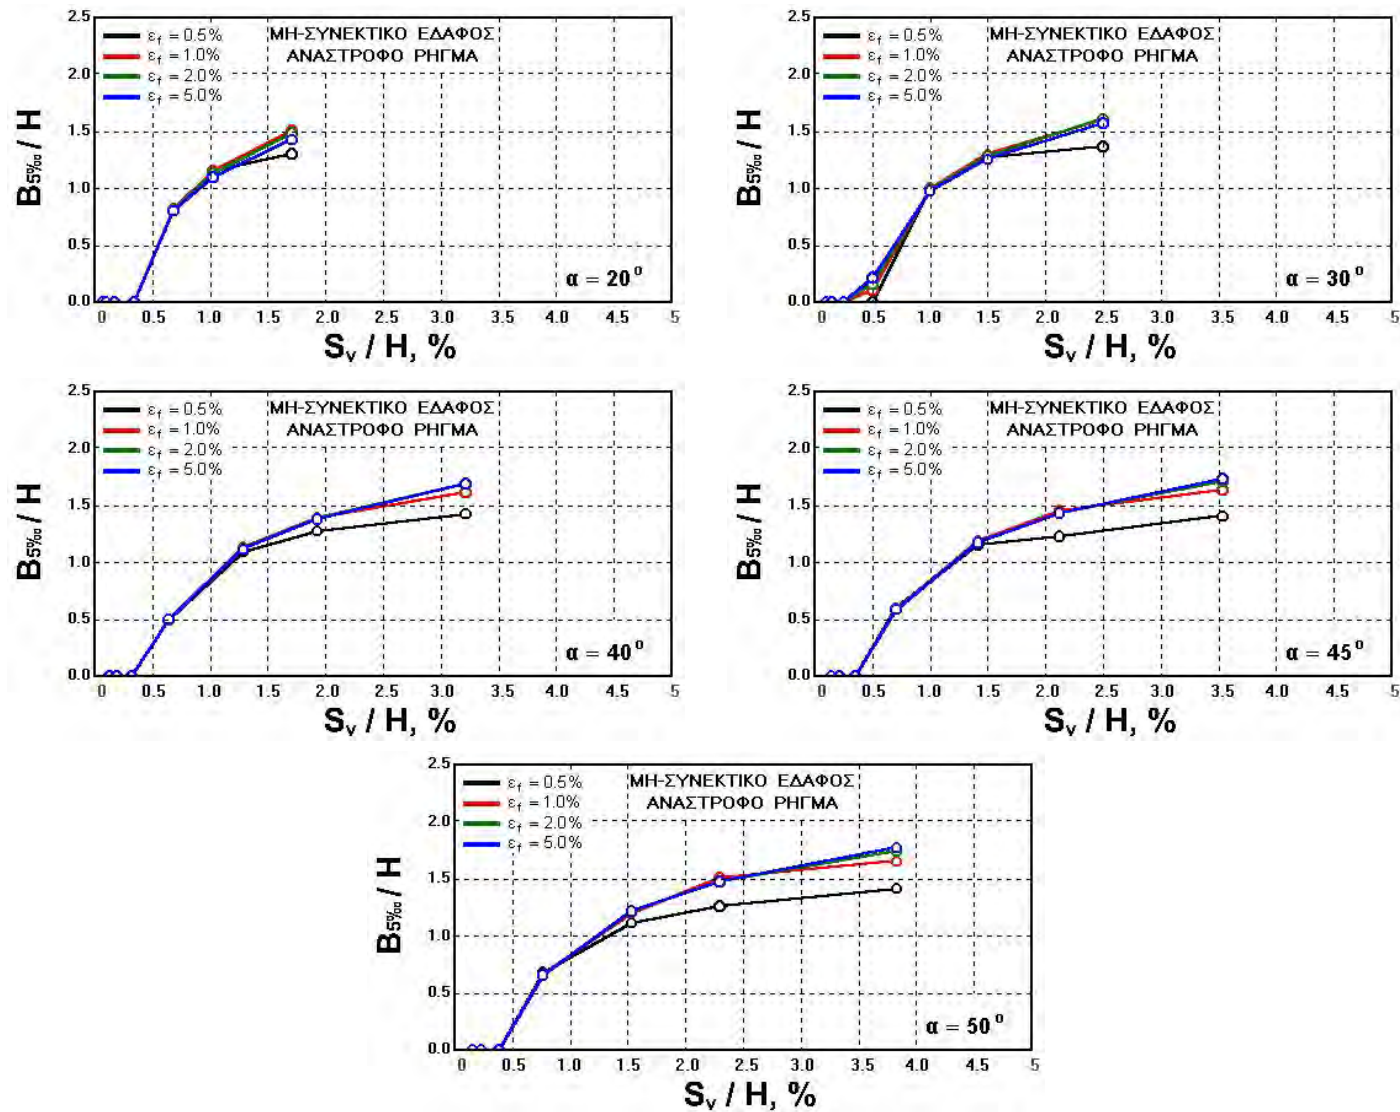 2.5
2.0
1.5
1.0
0.5
0.0
B5‰ / H
ε_f = 0.5%
ε_f = 1.0%
ε_f = 2.0%
ε_f = 5.0%
ΜΗ-ΣΥΝΕΚΤΙΚΟ ΕΔΑΦΟΣ
ΑΝΑΣΤΡΟΦΟ ΡΗΓΜΑ
α = 20°
0 0.5 1.0 1.5 2.0 2.5 3.0 3.5 4.0 4.5 5
S_v / H, %
2.5
2.0
1.5
1.0
0.5
0.0
B5‰ / H
ε_f = 0.5%
ε_f = 1.0%
ε_f = 2.0%
ε_f = 5.0%
ΜΗ-ΣΥΝΕΚΤΙΚΟ ΕΔΑΦΟΣ
ΑΝΑΣΤΡΟΦΟ ΡΗΓΜΑ
α = 30°
0 0.5 1.0 1.5 2.0 2.5 3.0 3.5 4.0 4.5 5
S_v / H, %
2.5
2.0
1.5
1.0
0.5
0.0
B5‰ / H
ε_f = 0.5%
ε_f = 1.0%
ε_f = 2.0%
ε_f = 5.0%
ΜΗ-ΣΥΝΕΚΤΙΚΟ ΕΔΑΦΟΣ
ΑΝΑΣΤΡΟΦΟ ΡΗΓΜΑ
α = 40°
0 0.5 1.0 1.5 2.0 2.5 3.0 3.5 4.0 4.5 5
S_v / H, %
2.5
2.0
1.5
1.0
0.5
0.0
B5‰ / H
ε_f = 0.5%
ε_f = 1.0%
ε_f = 2.0%
ε_f = 5.0%
ΜΗ-ΣΥΝΕΚΤΙΚΟ ΕΔΑΦΟΣ
ΑΝΑΣΤΡΟΦΟ ΡΗΓΜΑ
α = 45°
0 0.5 1.0 1.5 2.0 2.5 3.0 3.5 4.0 4.5 5
S_v / H, %
2.5
2.0
1.5
1.0
0.5
0.0
B5‰ / H
ε_f = 0.5%
ε_f = 1.0%
ε_f = 2.0%
ε_f = 5.0%
ΜΗ-ΣΥΝΕΚΤΙΚΟ ΕΔΑΦΟΣ
ΑΝΑΣΤΡΟΦΟ ΡΗΓΜΑ
α = 50°
0 0.5 1.0 1.5 2.0 2.5 3.0 3.5 4.0 4.5 5
S_v / H, %